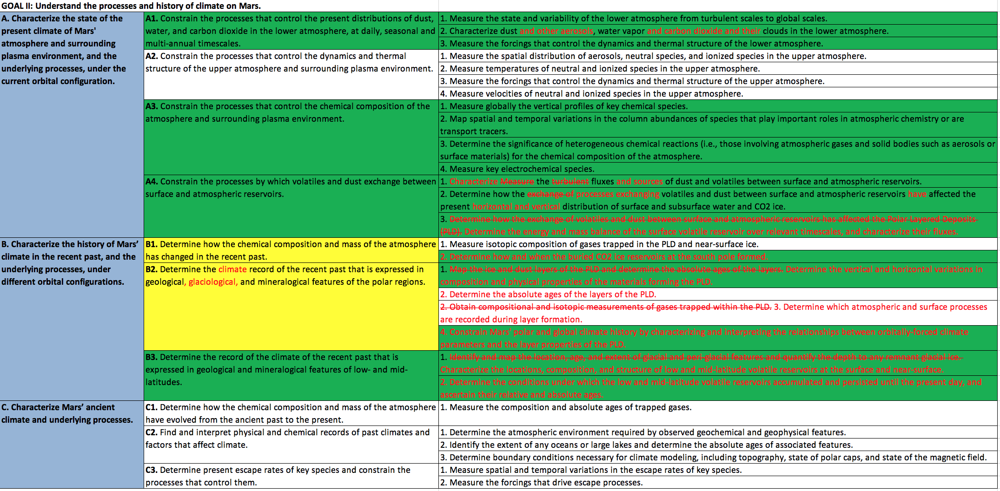 GOAL II: Understand the processes and history of climate on Mars.
A. Characterize the state of the
present climate of Mars'
atmosphere and surrounding
plasma environment, and the
underlying processes, under the
current orbital configuration.
A1. Constrain the processes that control the present distributions of dust,
water, and carbon dioxide in the lower atmosphere, at daily, seasonal and
multi-annual timescales.
1. Measure the state and variability of the lower atmosphere from turbulent scales to global scales.
2. Characterize dust and other aerosols, water vapor and carbon dioxide and their clouds in the lower atmosphere.
3. Measure the forcings that control the dynamics and thermal structure of the lower atmosphere.
A2. Constrain the processes that control the dynamics and thermal
structure of the upper atmosphere and surrounding plasma environment.
1. Measure the spatial distribution of aerosols, neutral species, and ionized species in the upper atmosphere.
2. Measure temperatures of neutral and ionized species in the upper atmosphere.
3. Measure the forcings that control the dynamics and thermal structure of the upper atmosphere.
4. Measure velocities of neutral and ionized species in the upper atmosphere.
A3. Constrain the processes that control the chemical composition of the
atmosphere and surrounding plasma environment.
1. Measure globally the vertical profiles of key chemical species.
2. Map spatial and temporal variations in the column abundances of species that play important roles in atmospheric chemistry or are
transport tracers.
3. Determine the significance of heterogeneous chemical reactions (i.e., those involving atmospheric gases and solid bodies such as aerosols or
surface materials) for the chemical composition of the atmosphere.
4. Measure key electrochemical species.
A4. Constrain the processes by which volatiles and dust exchange between
surface and atmospheric reservoirs.
1. Characterize Measure the turbulent fluxes and sources of dust and volatiles between surface and atmospheric reservoirs.
2. Determine how the exchange of processes exchanging volatiles and dust between surface and atmospheric reservoirs have affected the
present horizontal and vertical distribution of surface and subsurface water and CO2 ice.
3. Determine how the exchange of volatiles and dust between surface and atmospheric reservoirs has affected the Polar Layered Deposits
(PLD). Determine the energy and mass balance of the surface volatile reservoir over relevant timescales, and characterize their fluxes.
B. Characterize the history of Mars’
climate in the recent past, and the
underlying processes, under
different orbital configurations.
B1. Determine how the chemical composition and mass of the atmosphere
has changed in the recent past.
1. Measure isotopic composition of gases trapped in the PLD and near-surface ice.
2. Determine how and when the buried CO2 ice reservoirs at the south pole formed.
B2. Determine the climate record of the recent past that is expressed in
geological, glaciological, and mineralogical features of the polar regions.
1. Map the ice and dust layers of the PLD and determine the absolute ages of the layers. Determine the vertical and horizontal variations in
composition and physical properties of the materials forming the PLD.
2. Determine the absolute ages of the layers of the PLD.
2. Obtain compositional and isotopic measurements of gases trapped within the PLD. 3. Determine which atmospheric and surface processes
are recorded during layer formation.
4. Constrain Mars' polar and global climate history by characterizing and interpreting the relationships between orbitally-forced climate
parameters and the layer properties of the PLD.
B3. Determine the record of the climate of the recent past that is
expressed in geological and mineralogical features of low- and mid-
latitudes.
1. Identify and map the location, age, and extent of glacial and peri-glacial features and quantify the depth to any remnant glacial ice.
Characterize the locations, composition, and structure of low and mid-latitude volatile reservoirs at the surface and near-surface.
2. Determine the conditions under which the low and mid-latitude volatile reservoirs accumulated and persisted until the present day, and
ascertain their relative and absolute ages.
C. Characterize Mars’ ancient
climate and underlying processes.
C1. Determine how the chemical composition and mass of the atmosphere
have evolved from the ancient past to the present.
1. Measure the composition and absolute ages of trapped gases.
C2. Find and interpret physical and chemical records of past climates and
factors that affect climate.
1. Determine the atmospheric environment required by observed geochemical and geophysical features.
2. Identify the extent of any oceans or large lakes and determine the absolute ages of associated features.
3. Determine boundary conditions necessary for climate modeling, including topography, state of polar caps, and state of the magnetic field.
C3. Determine present escape rates of key species and constrain the
processes that control them.
1. Measure spatial and temporal variations in the escape rates of key species.
2. Measure the forcings that drive escape processes.